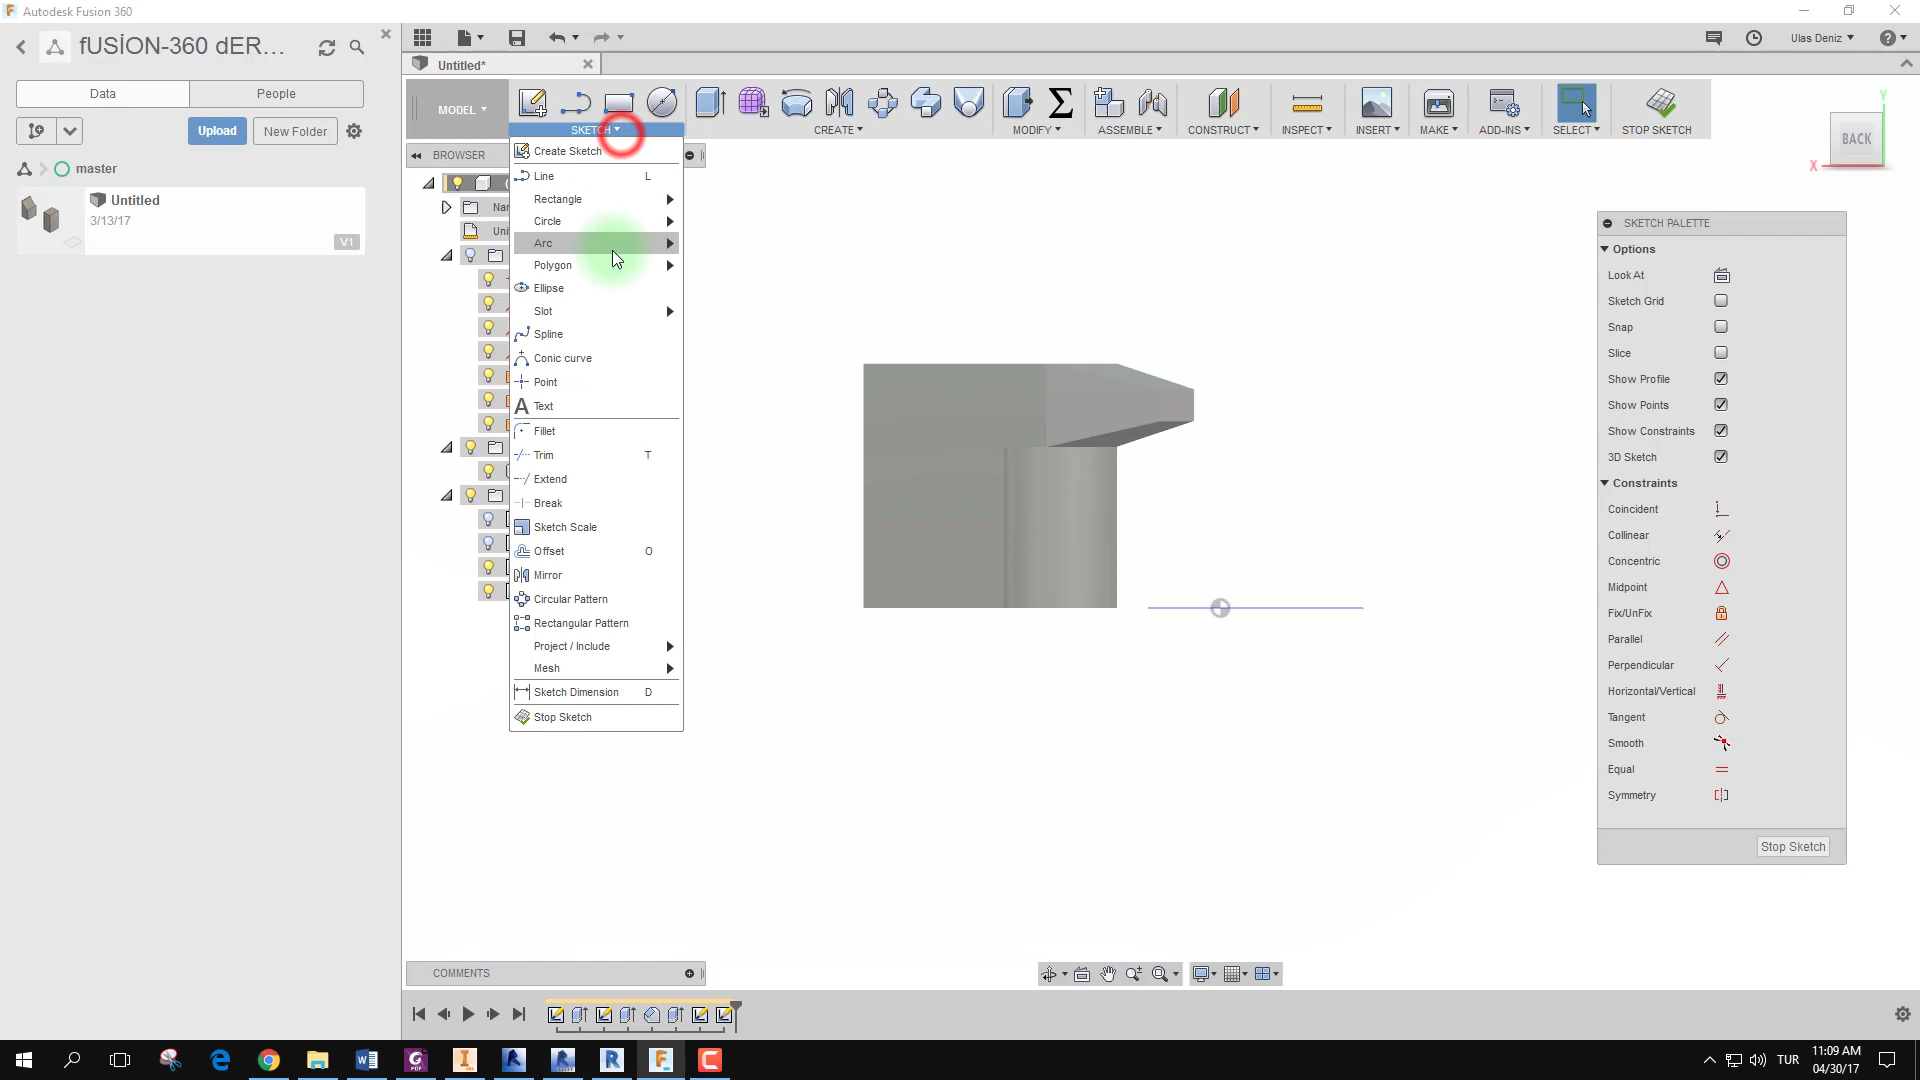 Autodesk Fusion 360
fUSİON-360 dER...
Data
People
Upload
New Folder
master
Untitled
3/13/17
V1
Untitled*
Ulas Deniz
MODEL
SKETCH
CREATE
MODIFY
ASSEMBLE
CONSTRUCT
INSPECT
INSERT
MAKE
ADD-INS
SELECT
STOP SKETCH
BROWSER
Create Sketch
Line L
Rectangle
Circle
Arc
Polygon
Ellipse
Slot
Spline
Conic curve
Point
Text
Fillet
Trim T
Extend
Break
Sketch Scale
Offset O
Mirror
Circular Pattern
Rectangular Pattern
Project / Include
Mesh
Sketch Dimension D
Stop Sketch
Y
BACK
X
SKETCH PALETTE
Options
Look At
Sketch Grid
Snap
Slice
Show Profile
Show Points
Show Constraints
3D Sketch
Constraints
Coincident
Collinear
Concentric
Midpoint
Fix/UnFix
Parallel
Perpendicular
Horizontal/Vertical
Tangent
Smooth
Equal
Symmetry
Stop Sketch
COMMENTS
TUR
11:09 AM
04/30/17